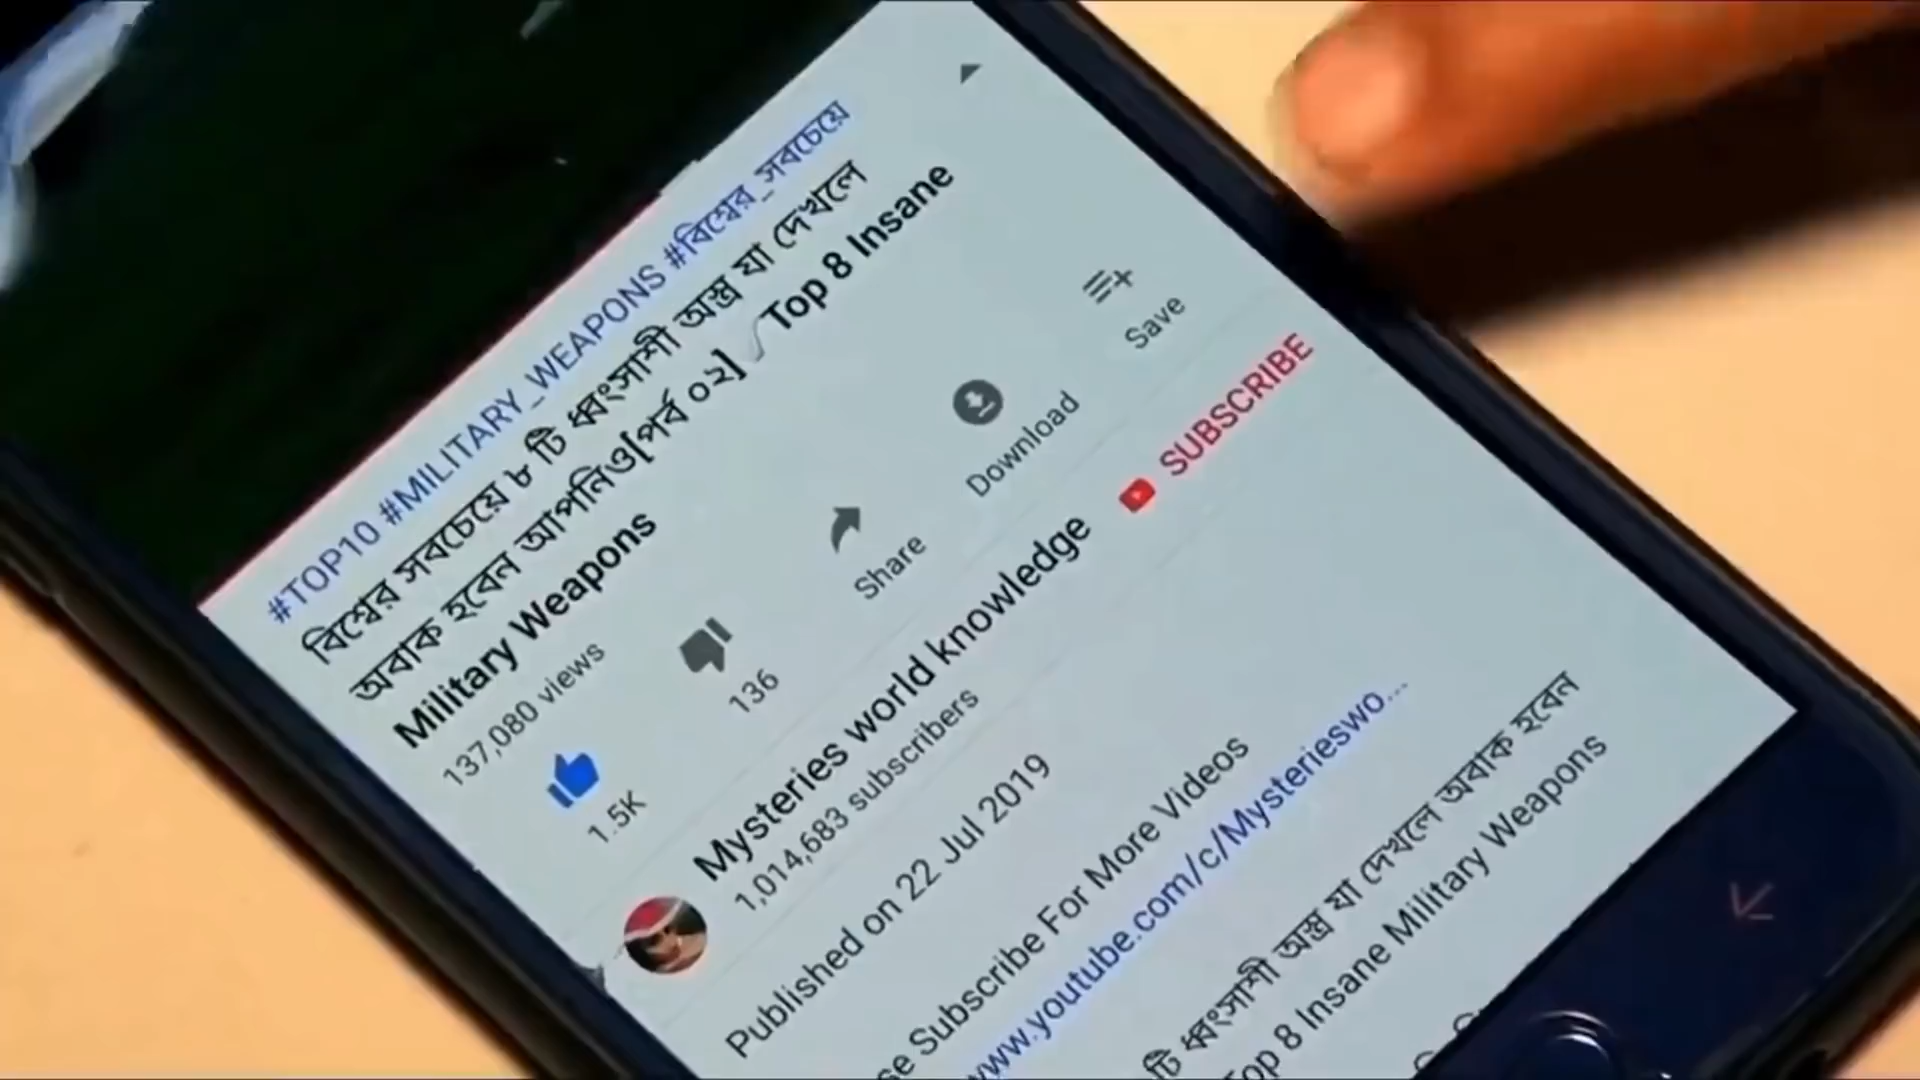 #TOP10 #MILITARY_WEAPONS #বিশ্বের_সবচেয়ে
বিশ্বের সবচেয়ে ৮ টি ধ্বংসাশী অস্ত্র যা দেখলে
অবাক হবেন আপনিও[পর্ব ০২] Top 8 Insane
Military Weapons
137,080 views
1.5K
136
Share
Download
Save
Mysteries world knowledge
1,014,683 subscribers
SUBSCRIBE
Published on 22 Jul 2019
se Subscribe For More Videos
www.youtube.com/c/Mysterieswo...
টি ধ্বংসাশী অস্ত্র যা দেখলে অবাক হবেন
Top 8 Insane Military Weapons